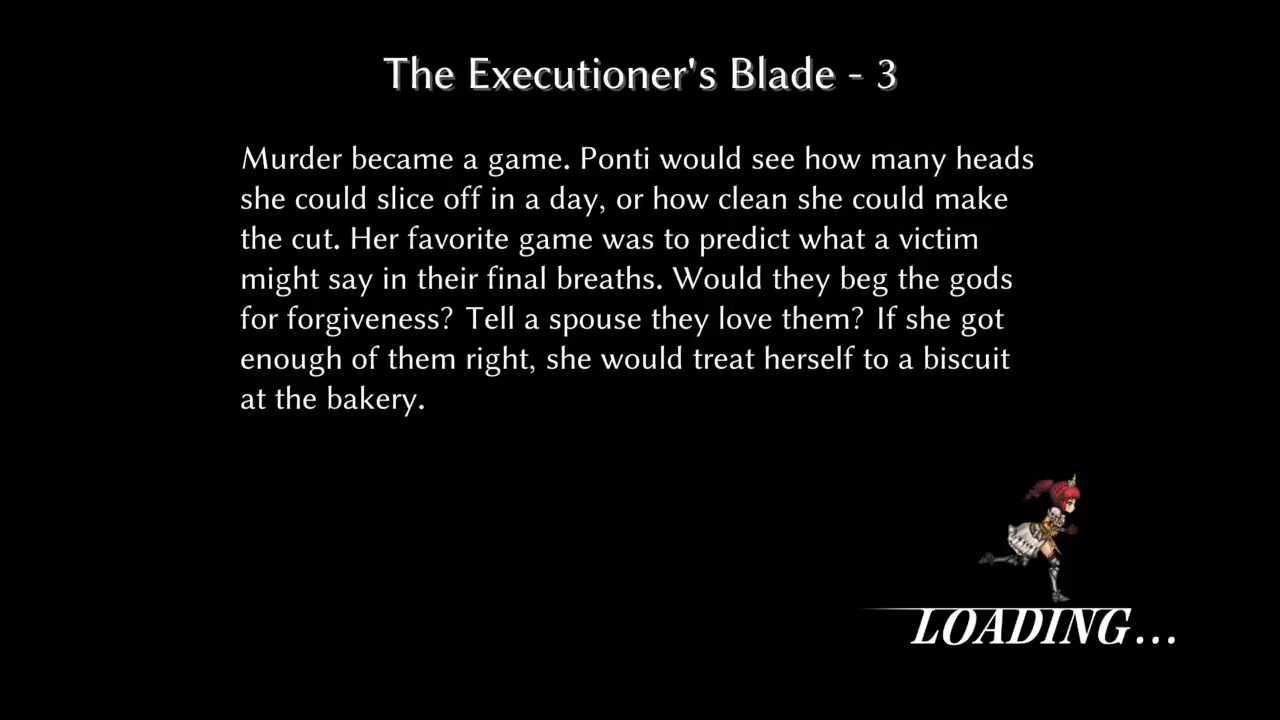 The Executioner's Blade - 3
Murder became a game. Ponti would see how many heads
she could slice off in a day, or how clean she could make
the cut. Her favorite game was to predict what a victim
might say in their final breaths. Would they beg the gods
for forgiveness? Tell a spouse they love them? If she got
enough of them right, she would treat herself to a biscuit
at the bakery.
LOADING...